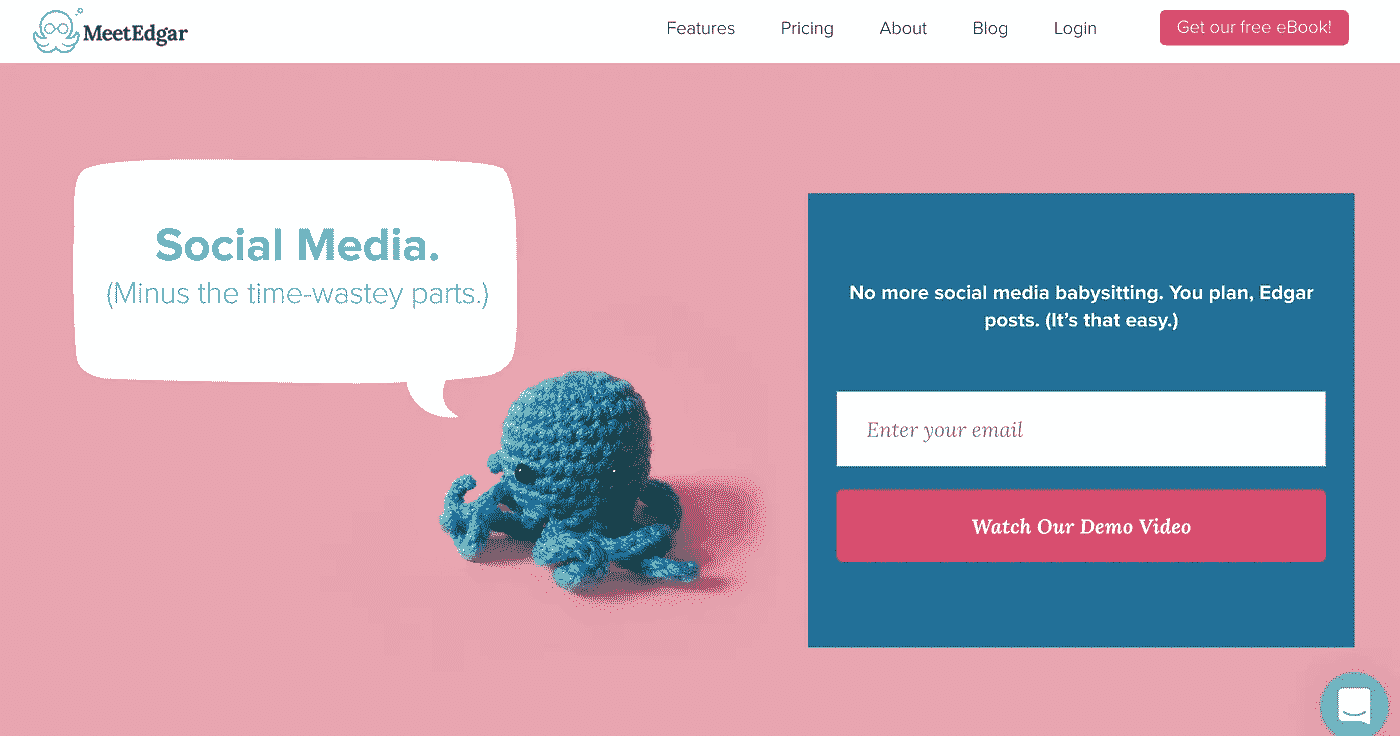 MeetEdgar
Features
Pricing
About
Blog
Login
Get our free eBook!
Social Media.
(Minus the time-wastey parts.)
No more social media babysitting. You plan, Edgar
posts. (It's that easy.)
Enter your email
Watch Our Demo Video